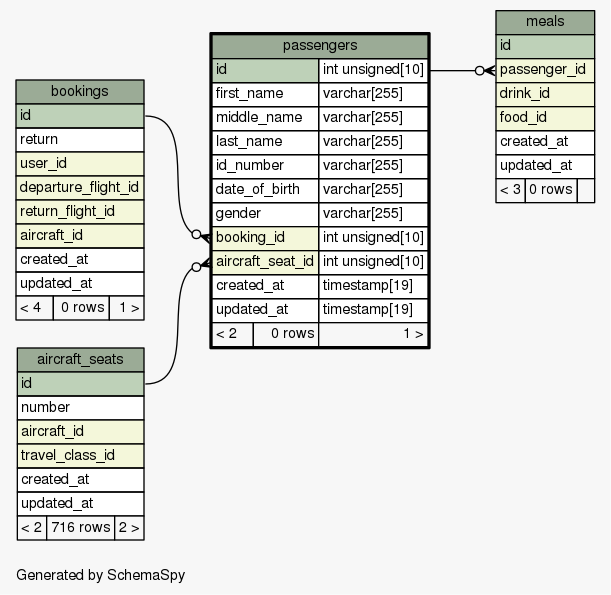 bookings
id
return
user_id
departure_flight_id
return_flight_id
aircraft_id
created_at
updated_at
< 4 0 rows 1 >
aircraft_seats
id
number
aircraft_id
travel_class_id
created_at
updated_at
< 2 716 rows 2 >
passengers
id int unsigned[10]
first_name varchar[255]
middle_name varchar[255]
last_name varchar[255]
id_number varchar[255]
date_of_birth varchar[255]
gender varchar[255]
booking_id int unsigned[10]
aircraft_seat_id int unsigned[10]
created_at timestamp[19]
updated_at timestamp[19]
< 2 0 rows 1 >
meals
id
passenger_id
drink_id
food_id
created_at
updated_at
< 3 0 rows
Generated by SchemaSpy